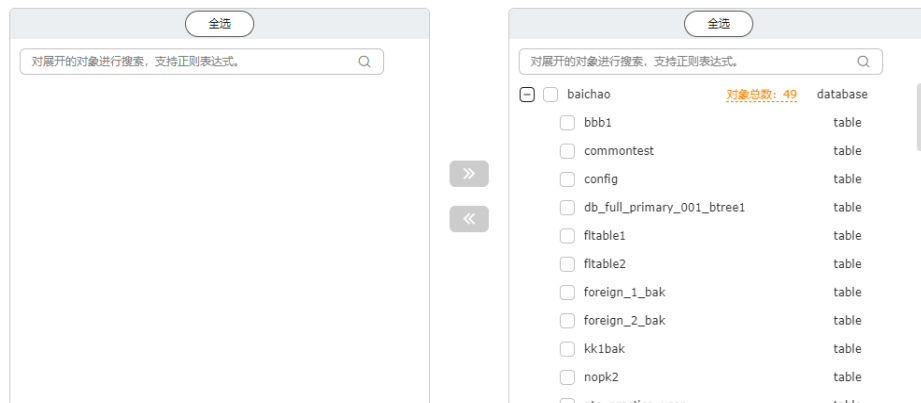 全选
对展开的对象进行搜索，支持正则表达式。
全选
对展开的对象进行搜索，支持正则表达式。
baichao 对象总数：49 database
bbb1 table
commontest table
config table
db_full_primary_001_btree1 table
fltable1 table
fltable2 table
foreign_1_bak table
foreign_2_bak table
kk1bak table
nopk2 table